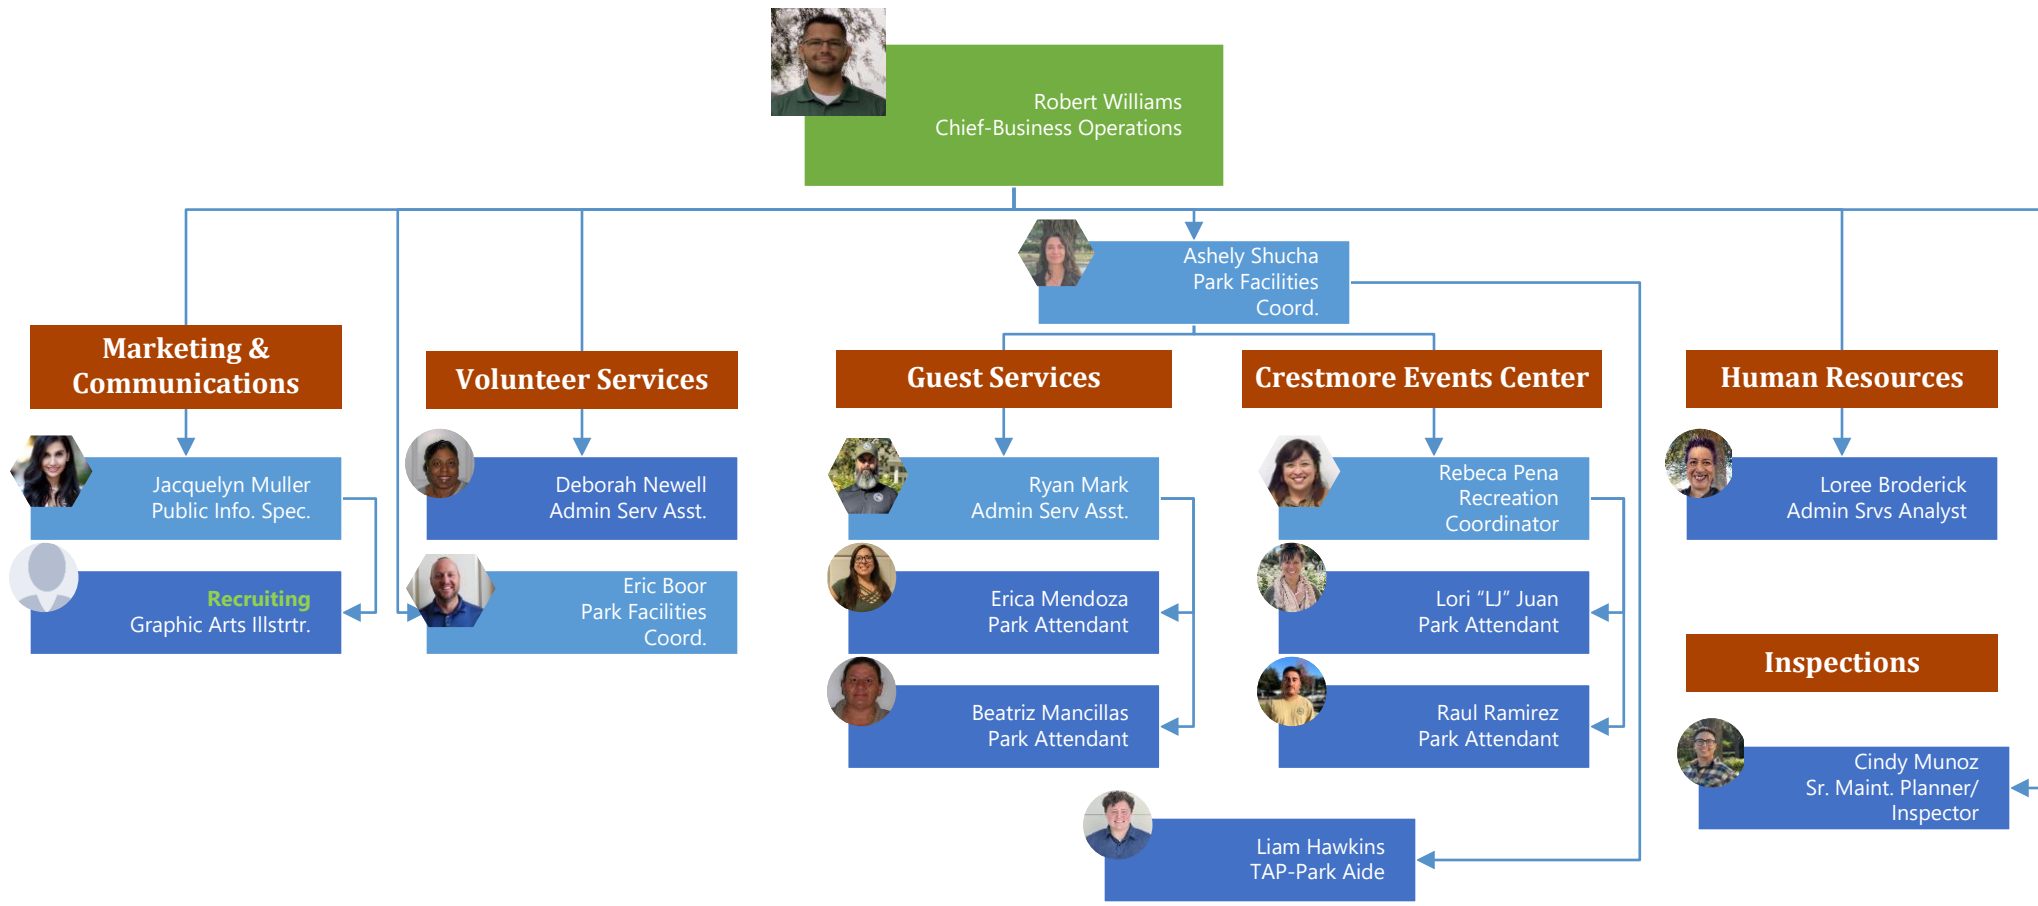 Robert Williams
Chief-Business Operations
Ashely Shucha
Park Facilities
Coord.
Marketing &
Communications
Jacquelyn Muller
Public Info. Spec.
Recruiting
Graphic Arts Illstrtr.
Volunteer Services
Deborah Newell
Admin Serv Asst.
Eric Boor
Park Facilities
Coord.
Guest Services
Ryan Mark
Admin Serv Asst.
Erica Mendoza
Park Attendant
Beatriz Mancillas
Park Attendant
Crestmore Events Center
Rebeca Pena
Recreation
Coordinator
Lori “LJ” Juan
Park Attendant
Raul Ramirez
Park Attendant
Liam Hawkins
TAP-Park Aide
Human Resources
Loree Broderick
Admin Srvs Analyst
Inspections
Cindy Munoz
Sr. Maint. Planner/
Inspector